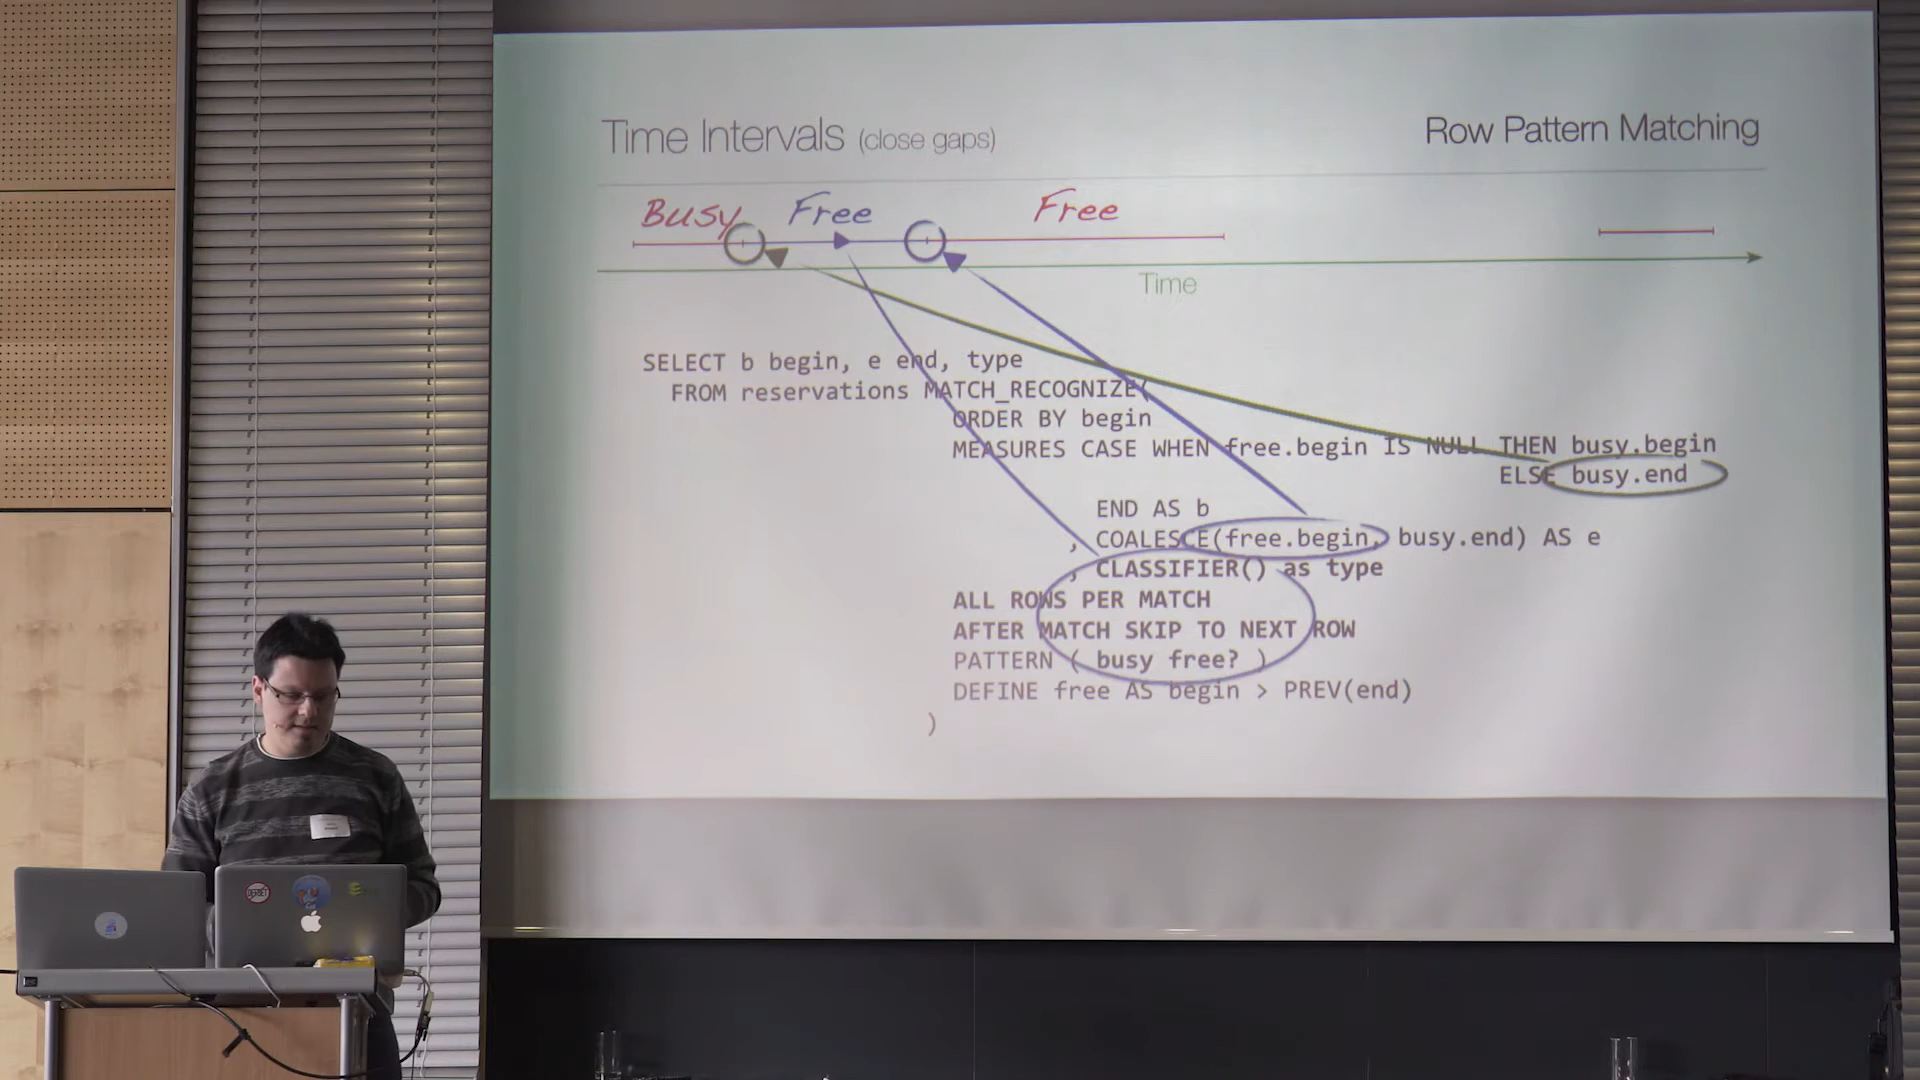 Time Intervals (close gaps)
Row Pattern Matching
Busy Free Free
Time
SELECT b begin, e end, type
FROM reservations MATCH_RECOGNIZE(
ORDER BY begin
MEASURES CASE WHEN free.begin IS NULL THEN busy.begin
ELSE busy.end
END AS b
, COALESCE(free.begin, busy.end) AS e
, CLASSIFIER() as type
ALL ROWS PER MATCH
AFTER MATCH SKIP TO NEXT ROW
PATTERN ( busy free? )
DEFINE free AS begin > PREV(end)
)